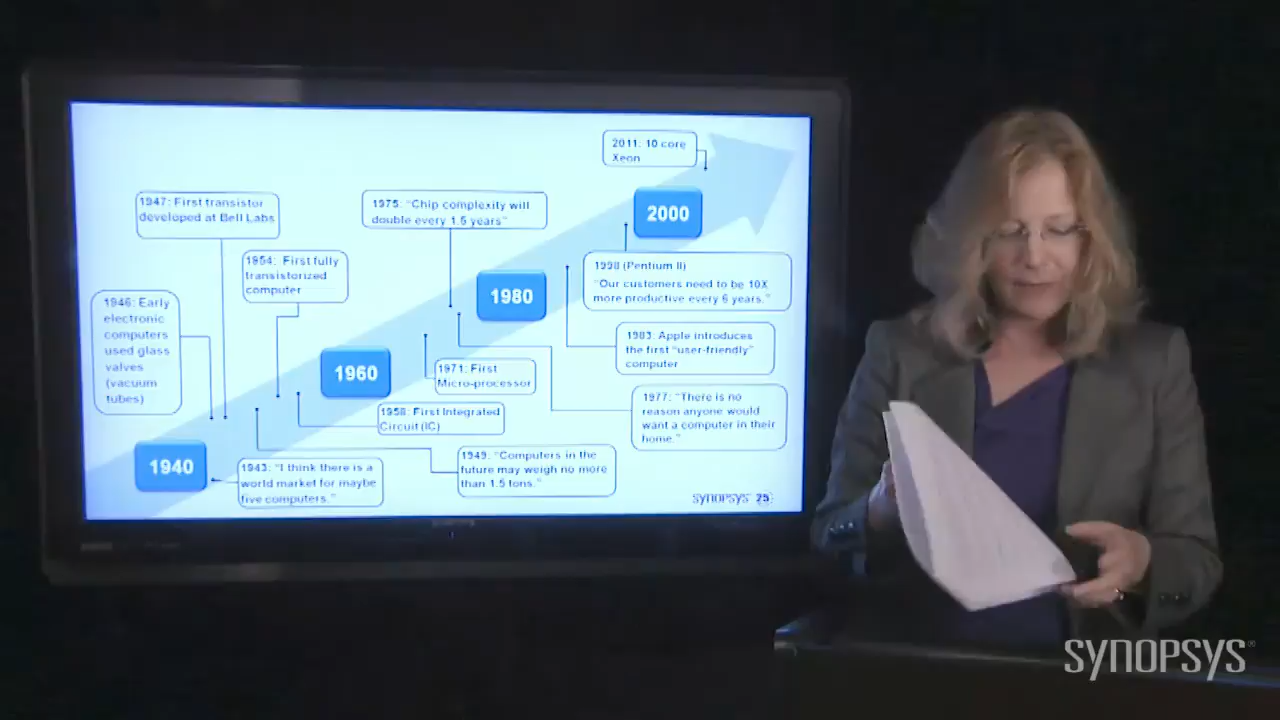 2011: 10 core
Xeon
2000
1947: First transistor
developed at Bell Labs
1975: "Chip complexity will
double every 1.5 years"
1954: First fully
transistorized
computer
1998 (Pentium II)
"Our customers need to be 10X
more productive every 6 years."
1980
1946: Early
electronic
computers
used glass
valves
(vacuum
tubes)
1983: Apple introduces
the first "user-friendly"
computer
1960
1971: First
Micro-processor
1977: "There is no
reason anyone would
want a computer in their
home."
1958: First Integrated
Circuit (IC)
1940
1943: "I think there is a
world market for maybe
five computers."
1949: "Computers in the
future may weigh no more
than 1.5 tons."
SYNOPSYS 25
SYNOPSYS®